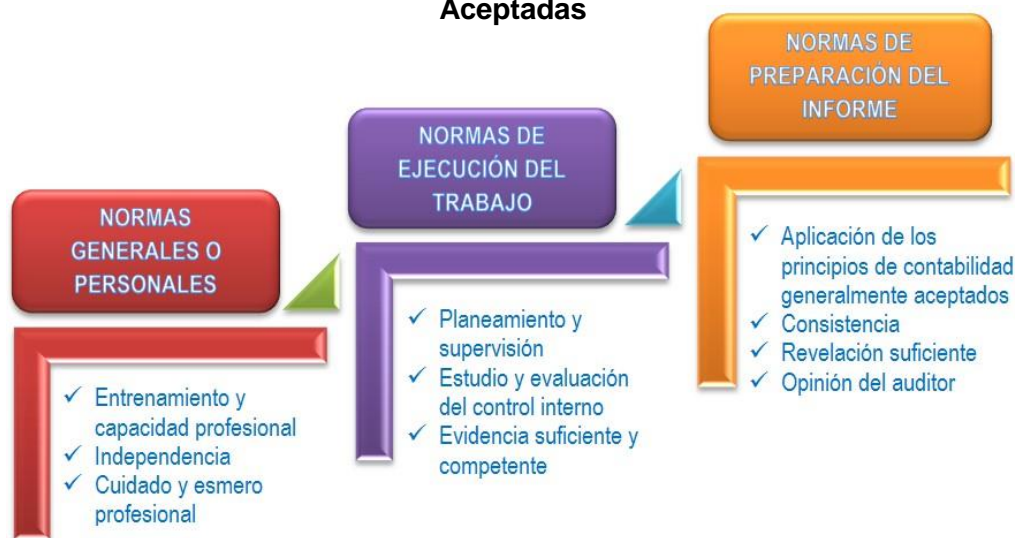 Aceptadas
NORMAS
GENERALES O
PERSONALES
✓ Entrenamiento y
capacidad profesional
✓ Independencia
✓ Cuidado y esmero
profesional
NORMAS DE
EJECUCIÓN DEL
TRABAJO
✓ Planeamiento y
supervisión
✓ Estudio y evaluación
del control interno
✓ Evidencia suficiente y
competente
NORMAS DE
PREPARACIÓN DEL
INFORME
✓ Aplicación de los
principios de contabilidad
generalmente aceptados
✓ Consistencia
✓ Revelación suficiente
✓ Opinión del auditor